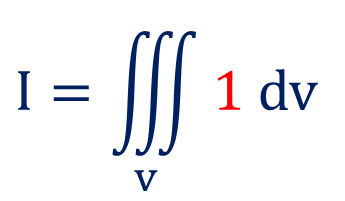 I = ∭ 1 dv
v